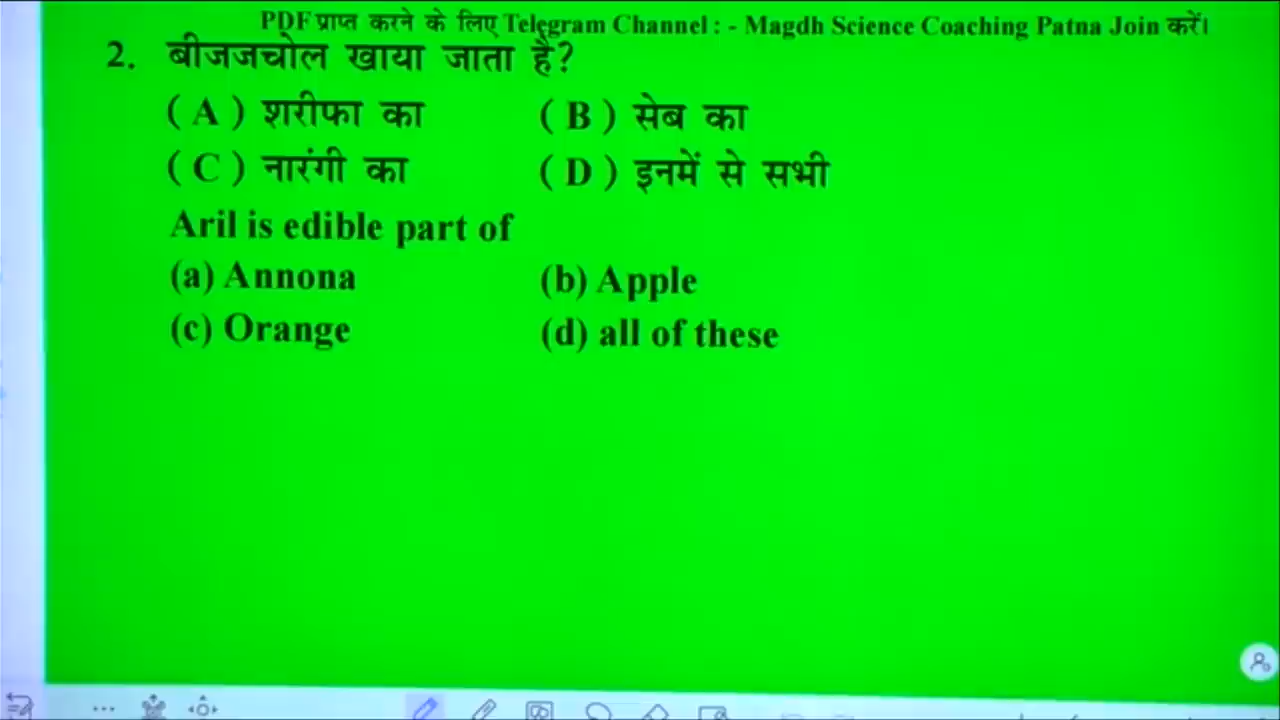 PDF प्राप्त करने के लिए Telegram Channel : - Magdh Science Coaching Patna Join करें।
2. बीजजचोल खाया जाता है?
( A ) शरीफा का ( B ) सेब का
( C ) नारंगी का ( D ) इनमें से सभी
Aril is edible part of
(a) Annona (b) Apple
(c) Orange (d) all of these